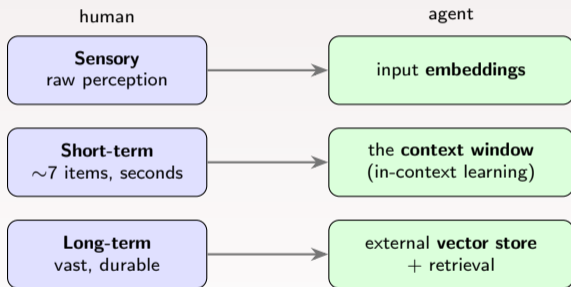 human
agent
Sensory
raw perception
input embeddings
Short-term
~7 items, seconds
the context window
(in-context learning)
Long-term
vast, durable
external vector store
+ retrieval